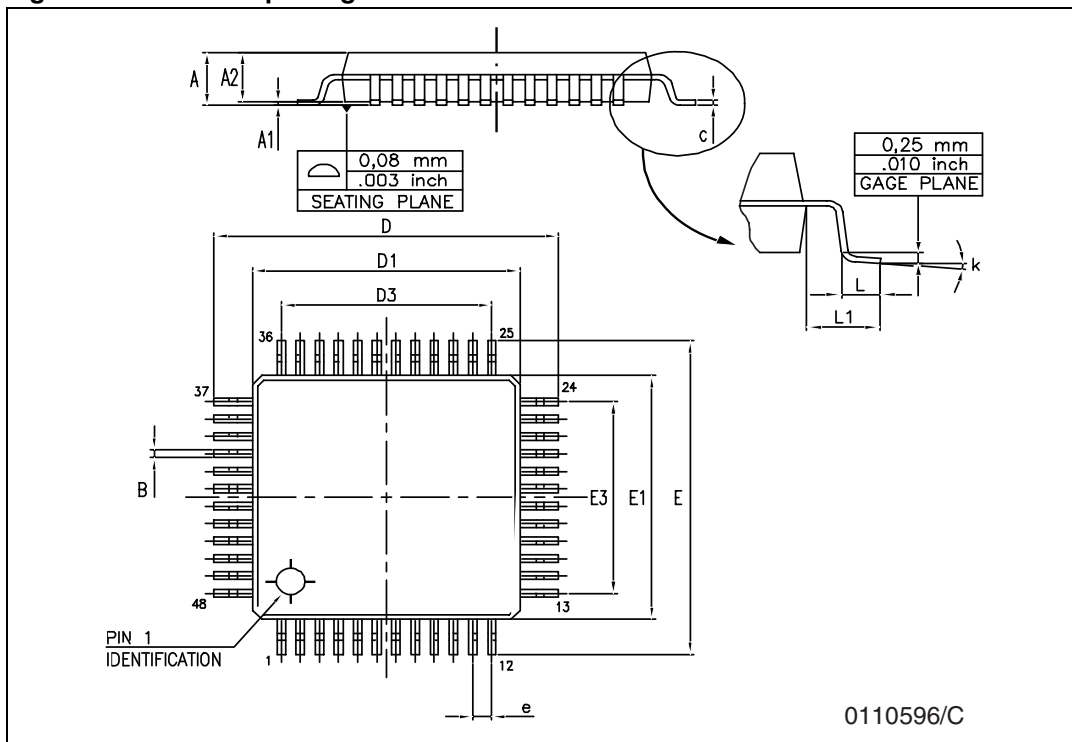 A
A2
A1
c
0,08 mm
.003 inch
SEATING PLANE
0,25 mm
.010 inch
GAGE PLANE
k
L
L1
D
D1
D3
36
25
37
24
B
E3
E1
E
48
13
PIN 1
IDENTIFICATION
1
12
e
0110596/C